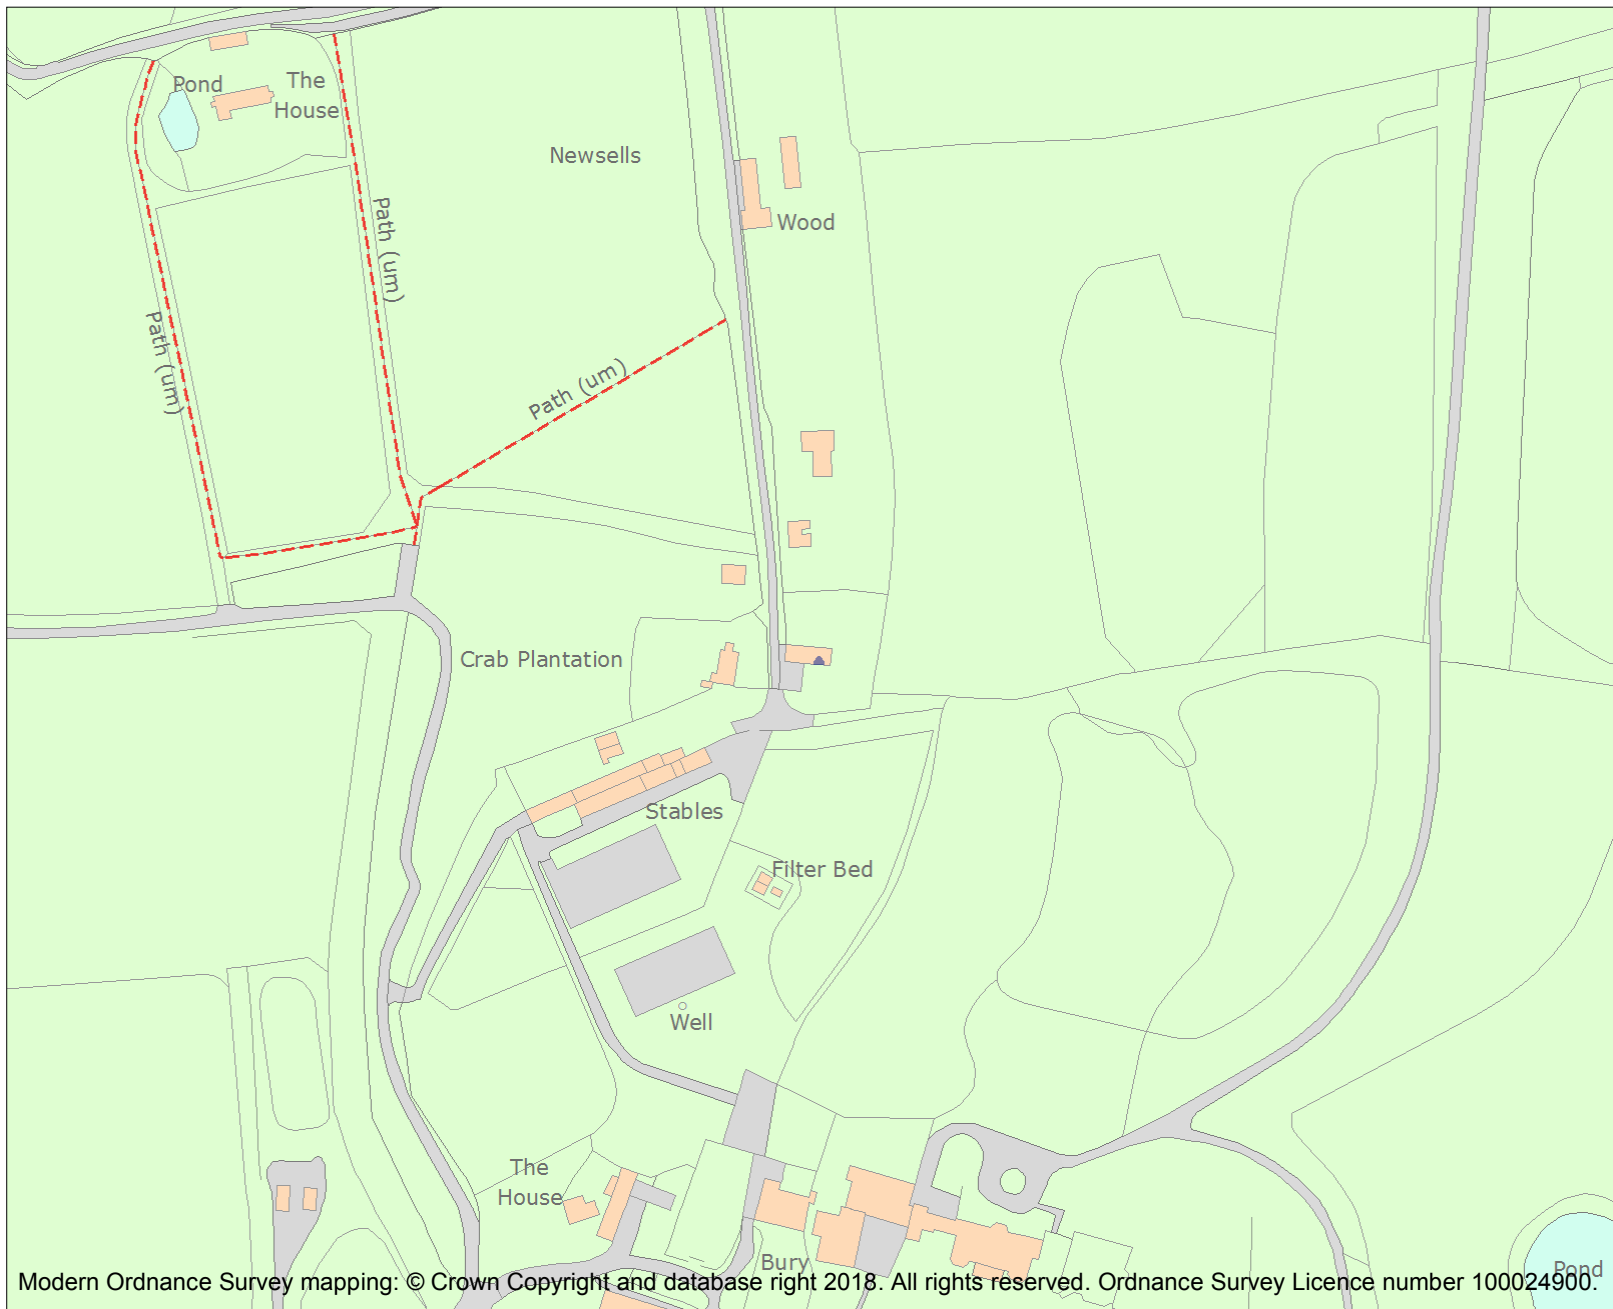 Pond
The
House
Newsells
Path (um)
Wood
Path (um)
Path (um)
Crab Plantation
Stables
Filter Bed
Well
The
House
Bury
Pond
Modern Ordnance Survey mapping: © Crown Copyright and database right 2018. All rights reserved. Ordnance Survey Licence number 100024900.